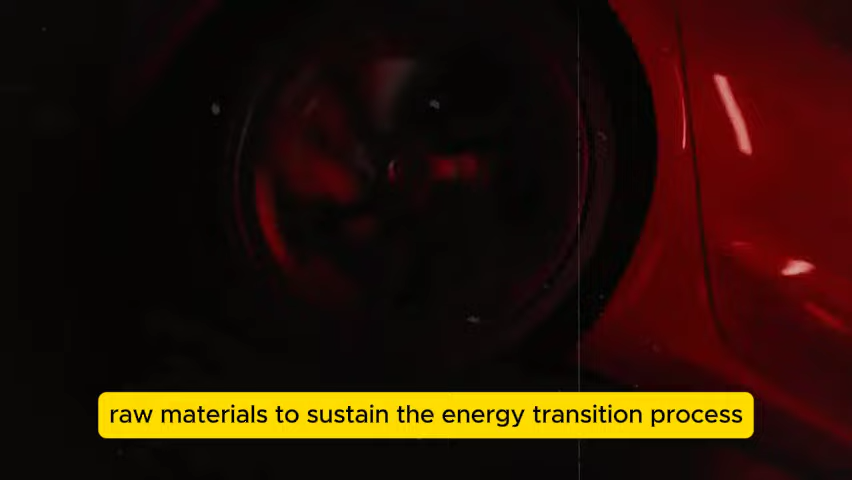 raw materials to sustain the energy transition process